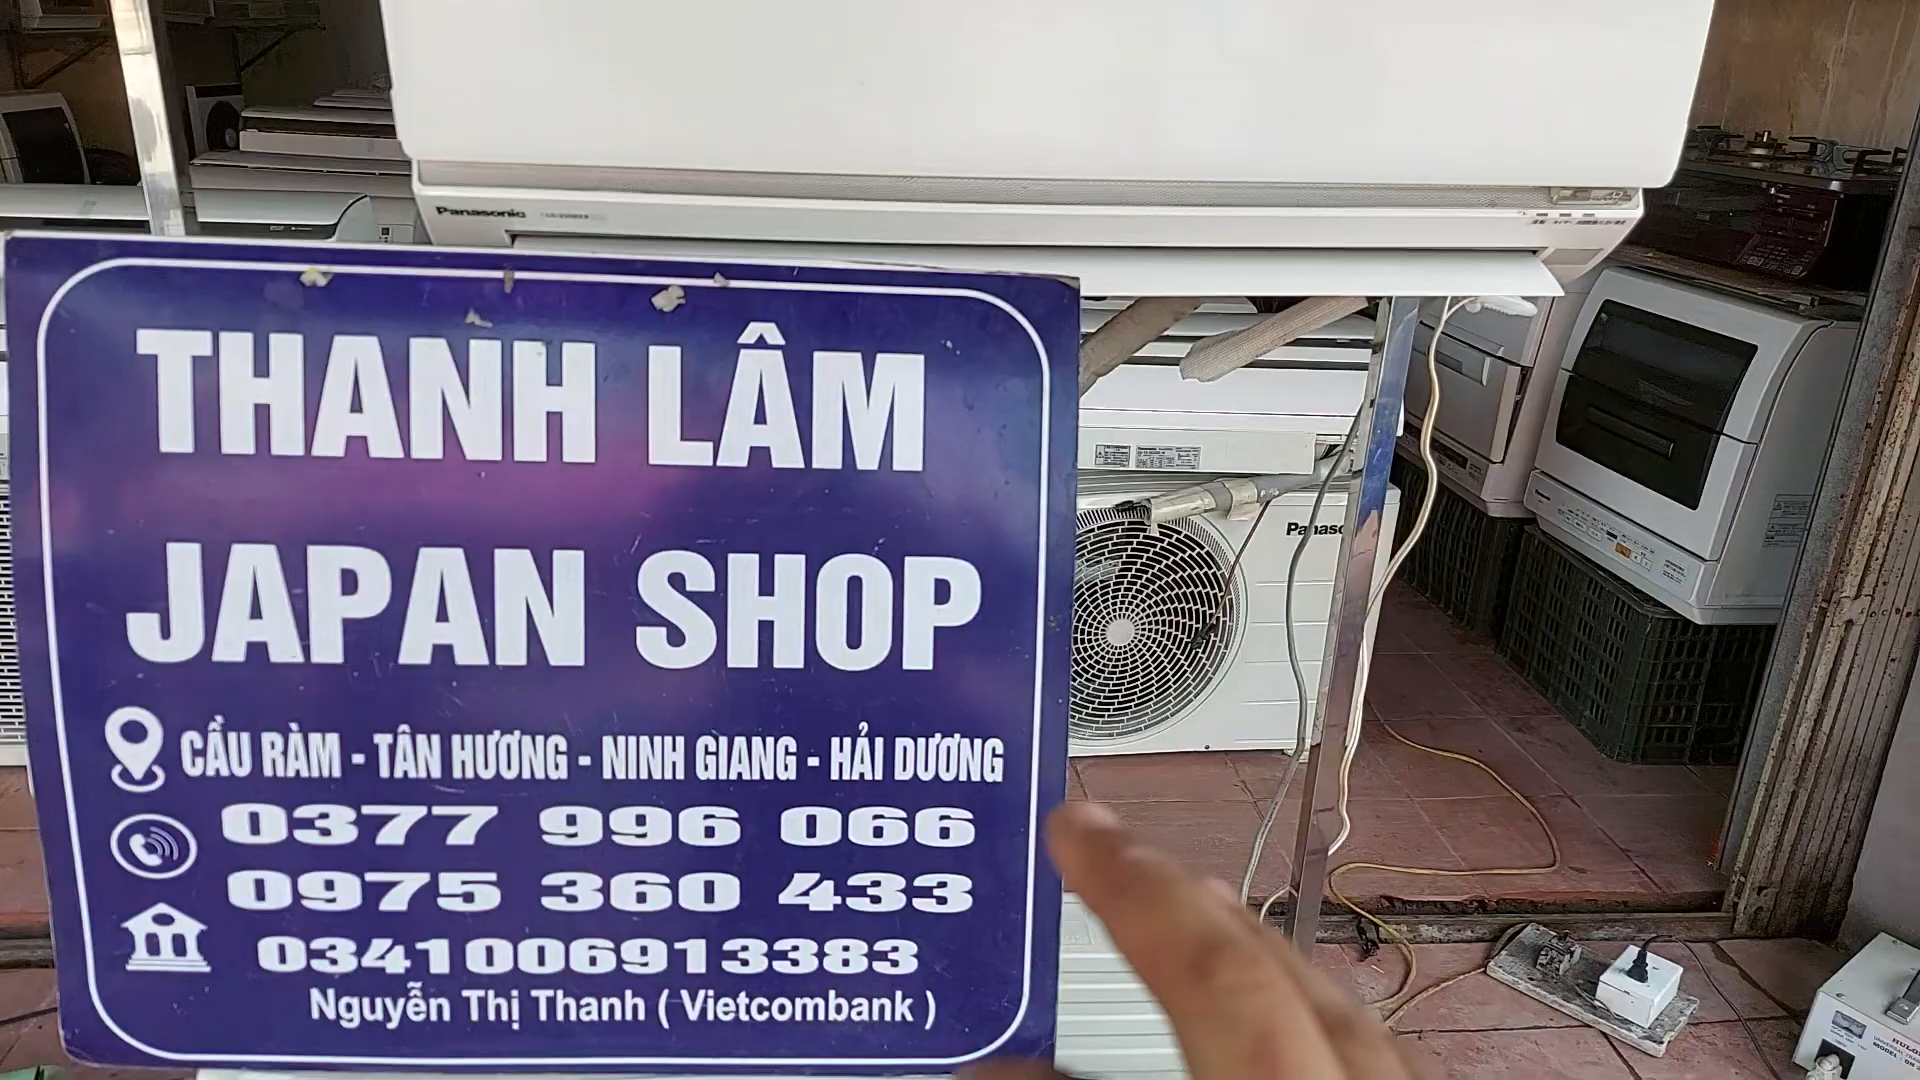 Panasonic
THANH LÂM
JAPAN SHOP
CẦU RÀM - TÂN HƯƠNG - NINH GIANG - HẢI DƯƠNG
0377 996 066
0975 360 433
0341006913383
Nguyễn Thị Thanh ( Vietcombank )
Panaso